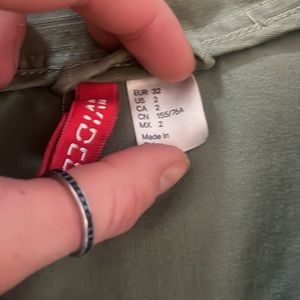 EUR 32
US 2
CA 2
CN 155/76A
MX 2
Made in